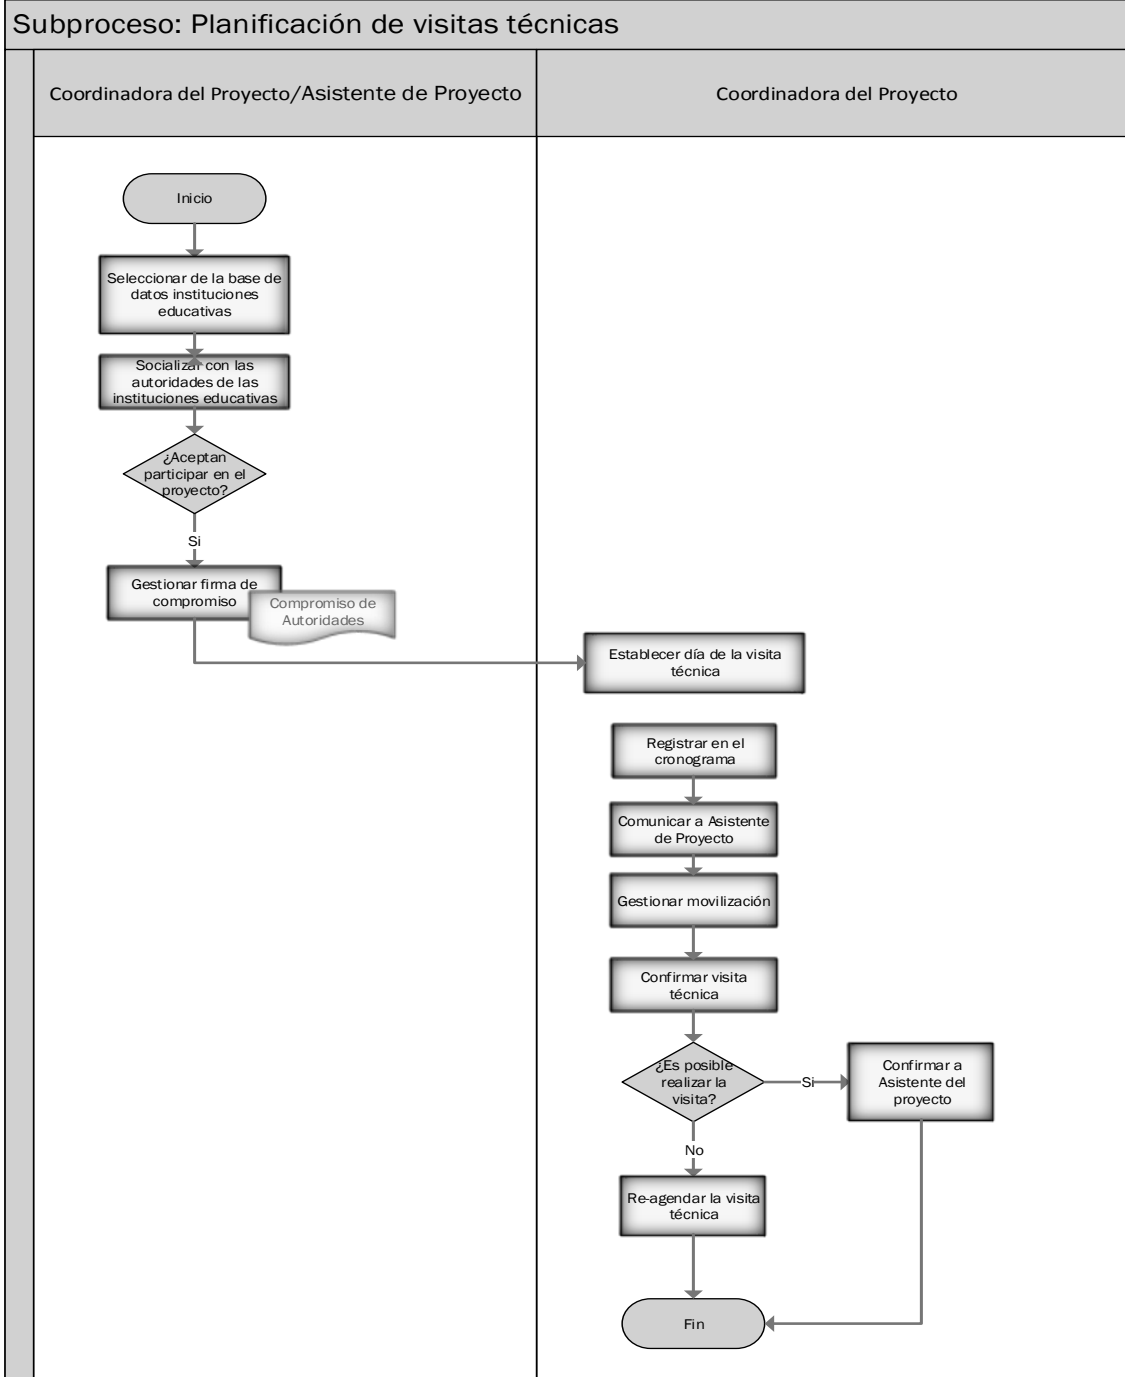 Subproceso: Planificación de visitas técnicas
Coordinadora del Proyecto/Asistente de Proyecto
Coordinadora del Proyecto
Inicio
Seleccionar de la base de
datos instituciones
educativas
Socializar con las
autoridades de las
instituciones educativas
¿Aceptan
participar en el
proyecto?
Si
Gestionar firma de
compromiso
Compromiso de
Autoridades
Establecer día de la visita
técnica
Registrar en el
cronograma
Comunicar a Asistente
de Proyecto
Gestionar movilización
Confirmar visita
técnica
¿Es posible
realizar la
visita?
Si
Confirmar a
Asistente del
proyecto
No
Re-agendar la visita
técnica
Fin